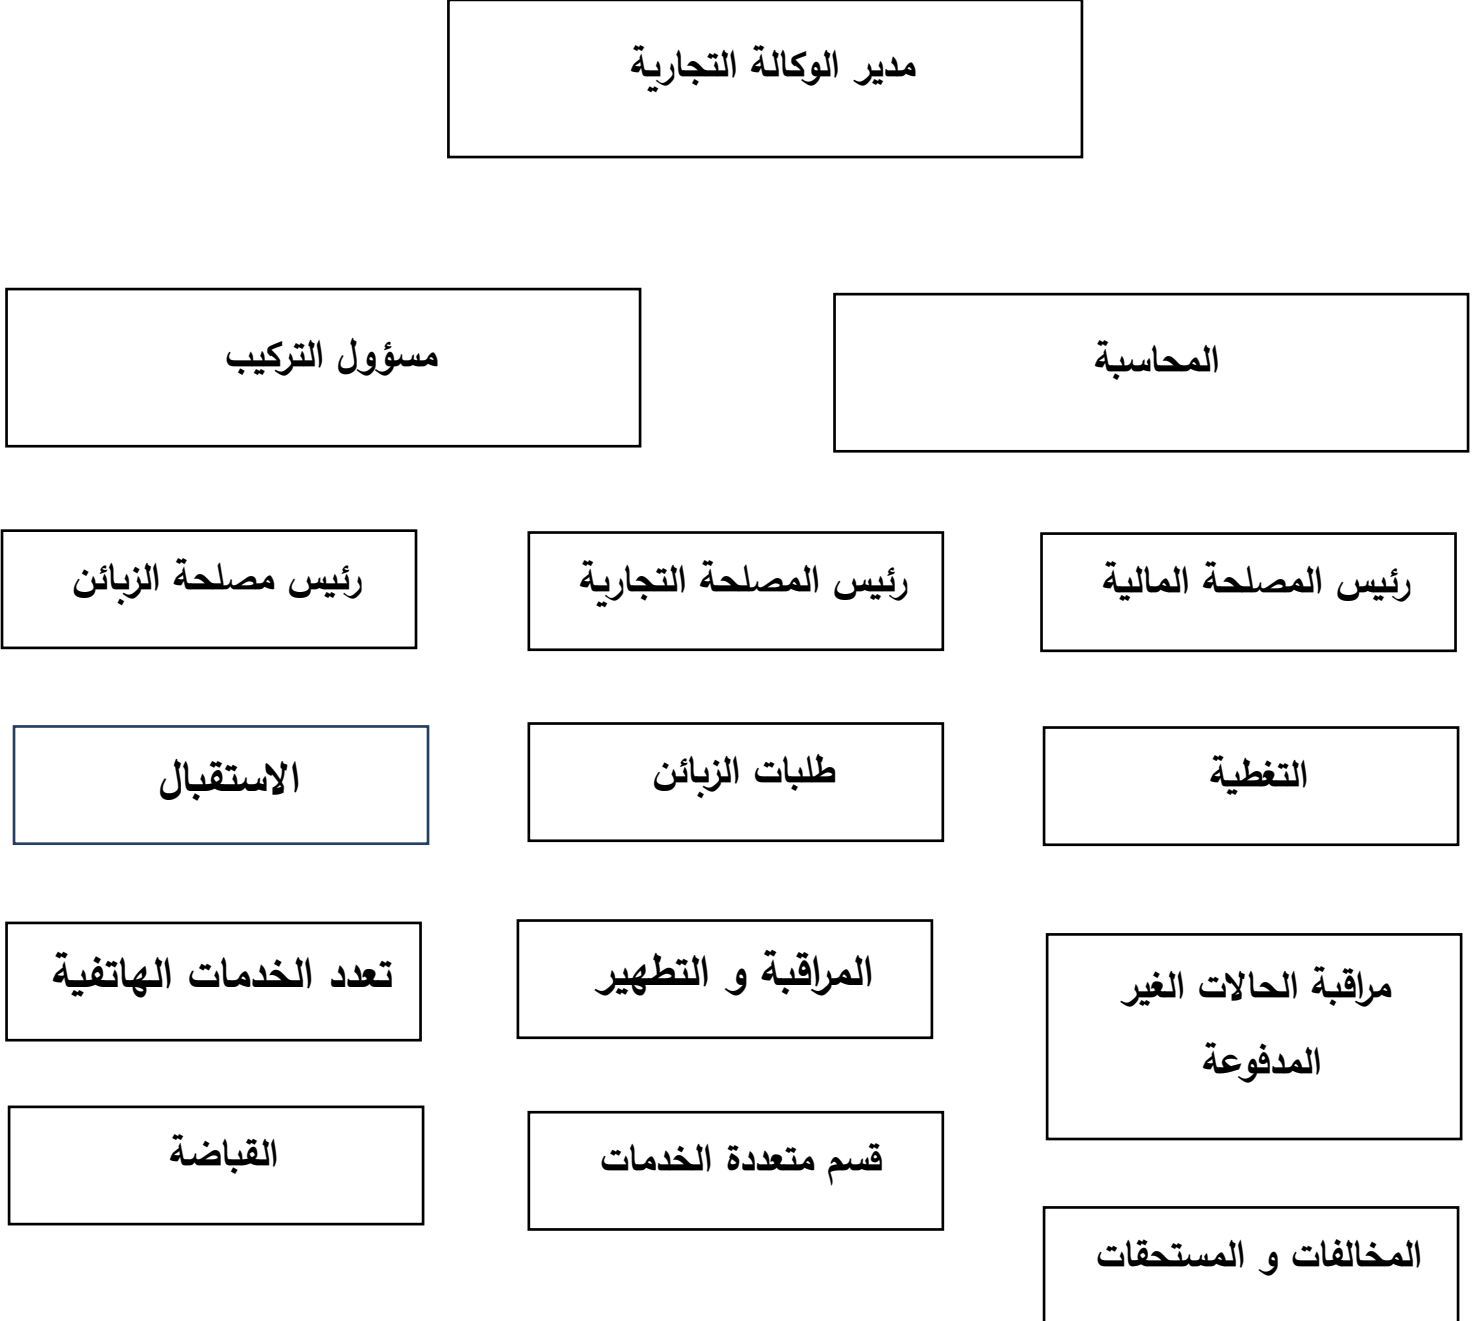 مدير الوكالة التجارية
المحاسبة
مسؤول التركيب
رئيس المصلحة المالية
رئيس المصلحة التجارية
رئيس مصلحة الزبائن
التغطية
طلبات الزبائن
الاستقبال
مراقبة الحالات الغير
المدفوعة
المراقبة و التطهير
تعدد الخدمات الهاتفية
المخالفات و المستحقات
قسم متعددة الخدمات
القباضة